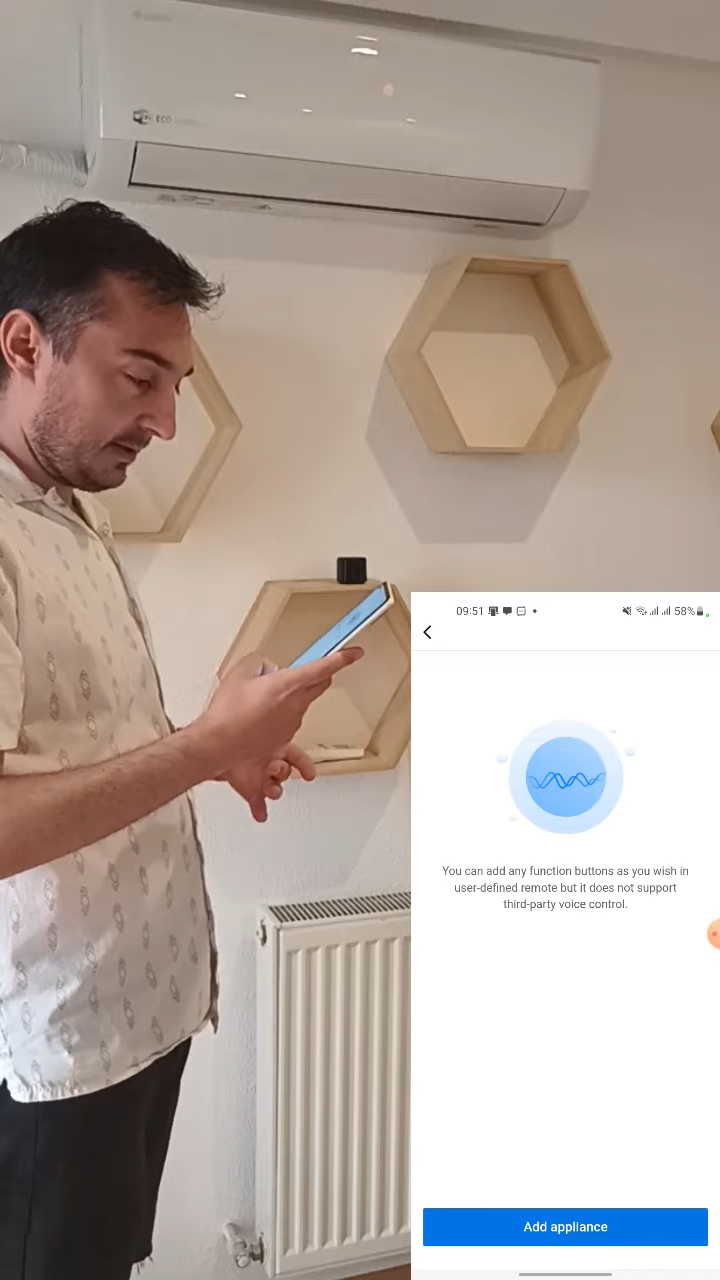 ECO
09:51
58%
You can add any function buttons as you wish in
user-defined remote but it does not support
third-party voice control.
Add appliance